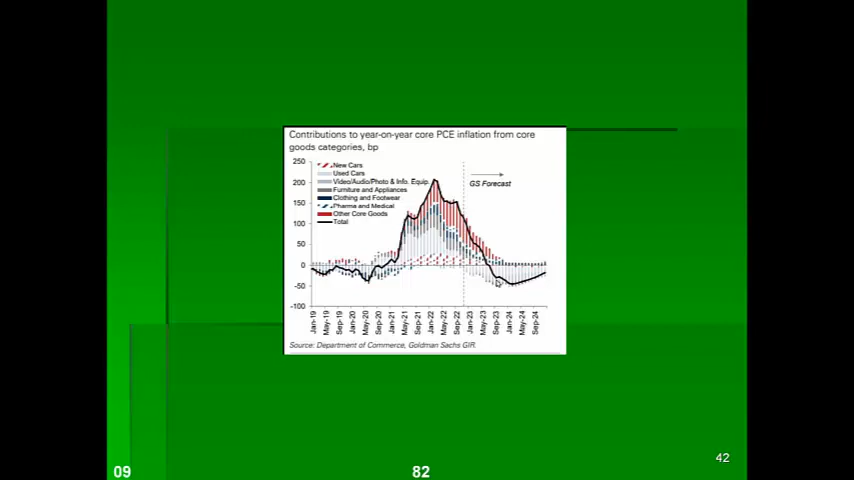 Contributions to year-on-year core PCE inflation from core
goods categories, bp
250
200
150
100
50
0
-50
-100
New Cars
Used Cars
Video/Audio/Photo & Info. Equip.
Furniture and Appliances
Clothing and Footwear
Pharma and Medical
Other Core Goods
Total
GS Forecast
Jan-19
May-19
Sep-19
Jan-20
May-20
Sep-20
Jan-21
May-21
Sep-21
Jan-22
May-22
Sep-22
Jan-23
May-23
Sep-23
Jan-24
May-24
Sep-24
Source: Department of Commerce, Goldman Sachs GIR.
42
09
82